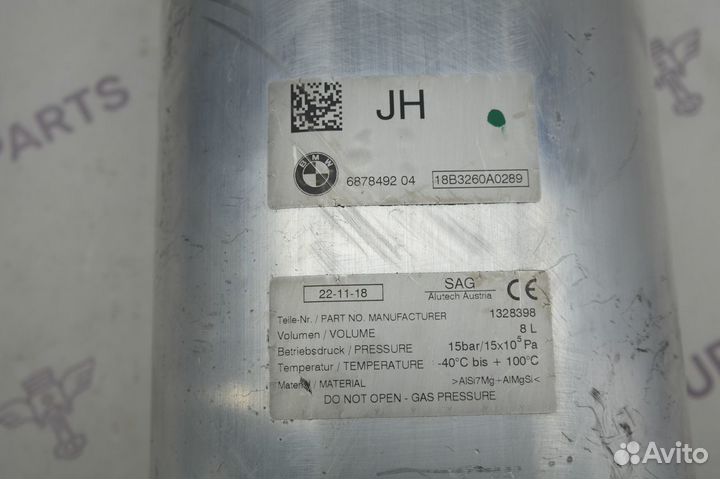 PARTS
JH
BMW
6878492 04 18B3260A0289
22-11-18 SAG Alutech Austria CE
Teile-Nr. / PART NO. MANUFACTURER 1328398
Volumen / VOLUME 8 L
Betriebsdruck / PRESSURE 15bar/15x10⁵Pa
Temperatur / TEMPERATURE -40°C bis + 100°C
Material / MATERIAL >AlSi7Mg+AlMgSi<
DO NOT OPEN - GAS PRESSURE
Avito